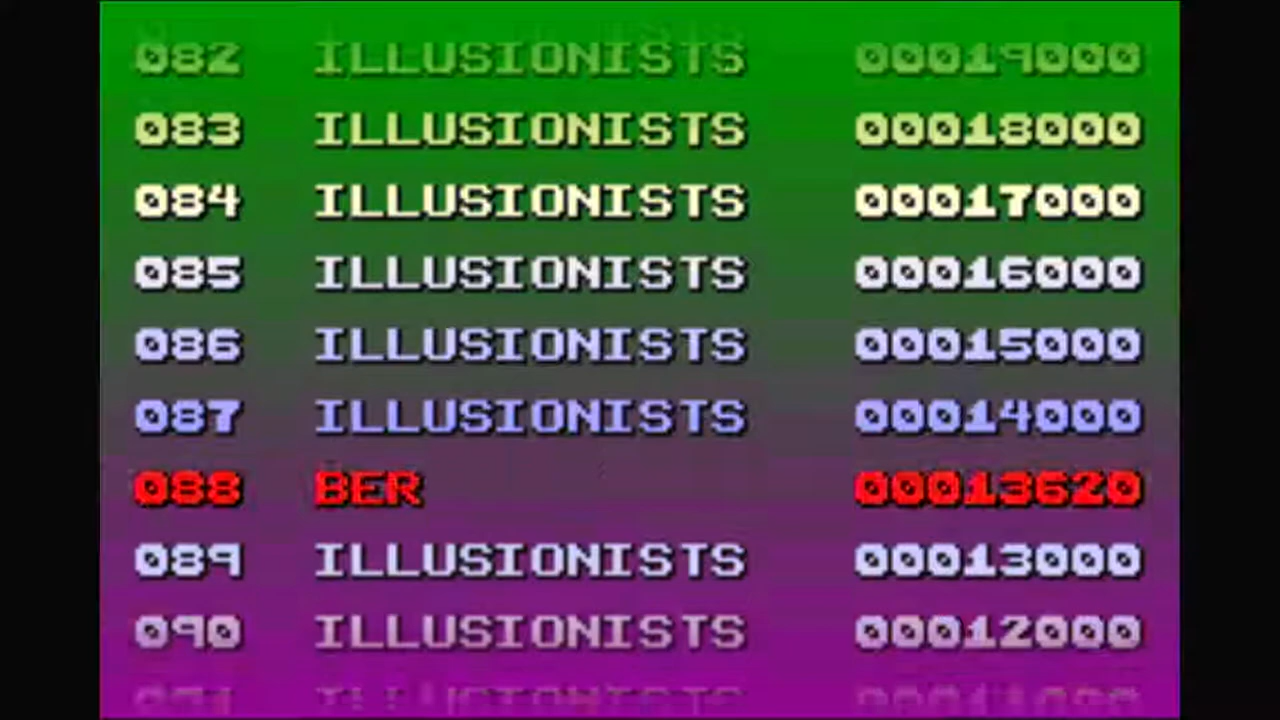 082 ILLUSIONISTS 00019000
083 ILLUSIONISTS 00018000
084 ILLUSIONISTS 00017000
085 ILLUSIONISTS 00016000
086 ILLUSIONISTS 00015000
087 ILLUSIONISTS 00014000
088 BER 00013620
089 ILLUSIONISTS 00013000
090 ILLUSIONISTS 00012000